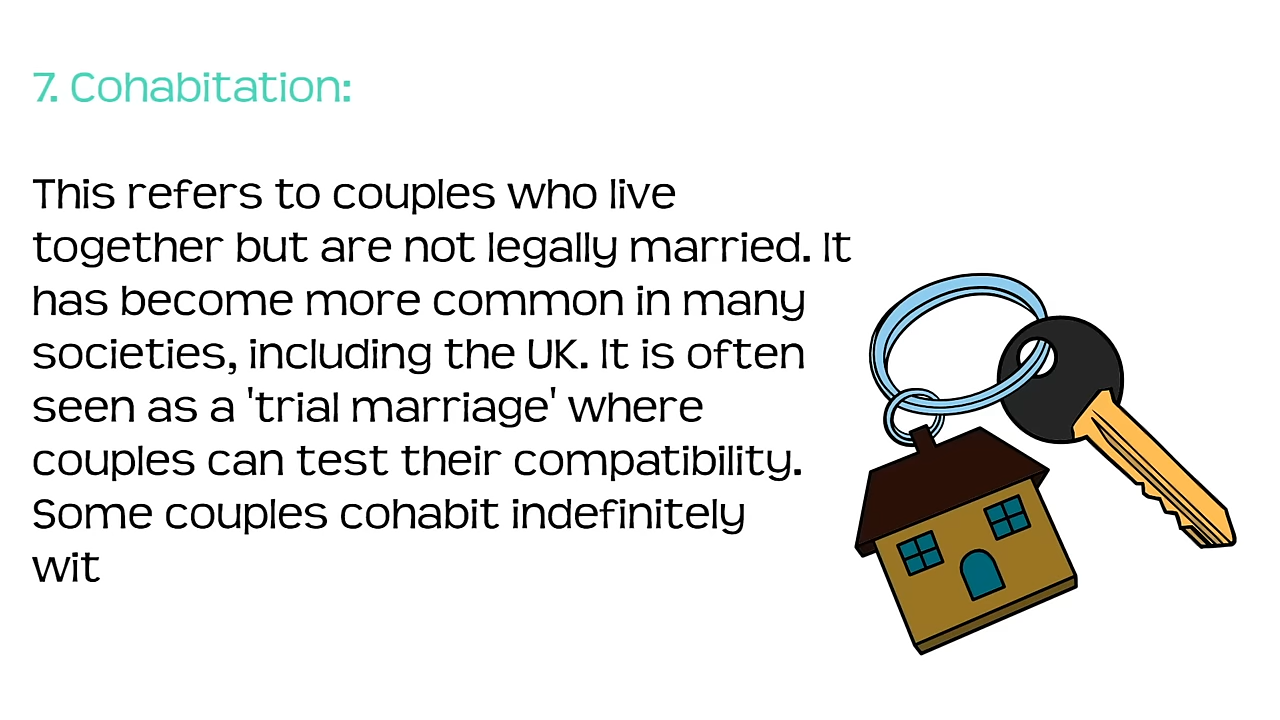 7. Cohabitation:
This refers to couples who live
together but are not legally married. It
has become more common in many
societies, including the UK. It is often
seen as a 'trial marriage' where
couples can test their compatibility.
Some couples cohabit indefinitely
wit